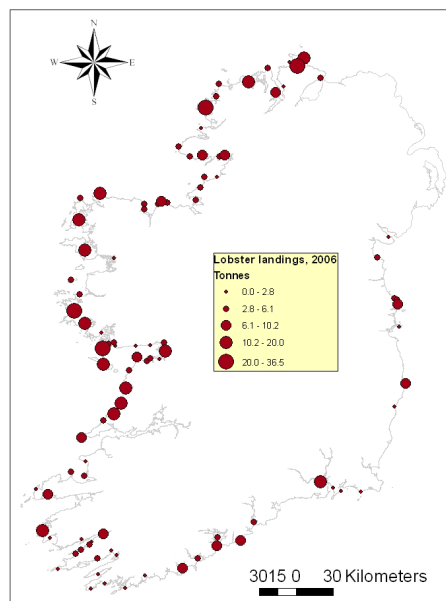 N
W E
S
Lobster landings, 2006
Tonnes
0.0 - 2.8
2.8 - 6.1
6.1 - 10.2
10.2 - 20.0
20.0 - 36.5
3015 0 30 Kilometers